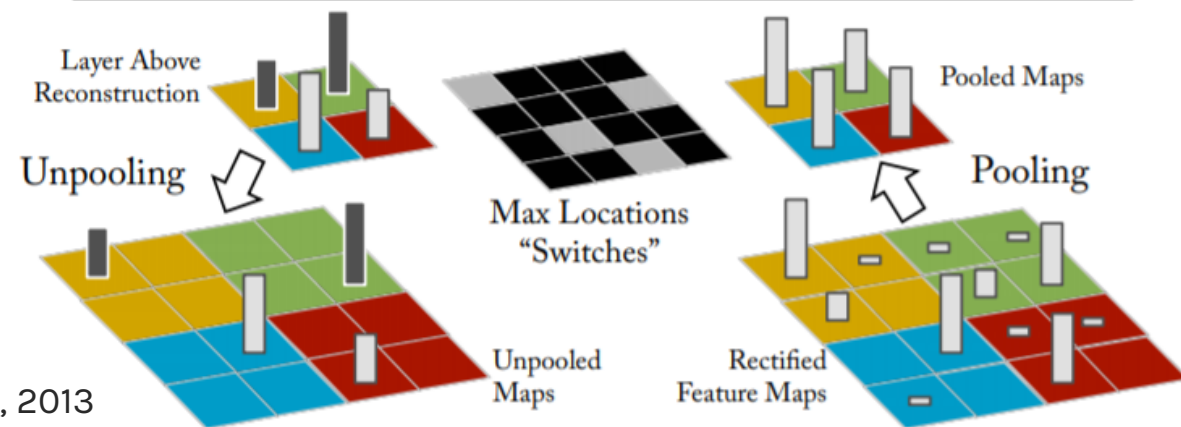 Layer Above
Reconstruction
Pooled Maps
Unpooling
Pooling
Max Locations
“Switches”
Unpooled
Maps
Rectified
Feature Maps
, 2013